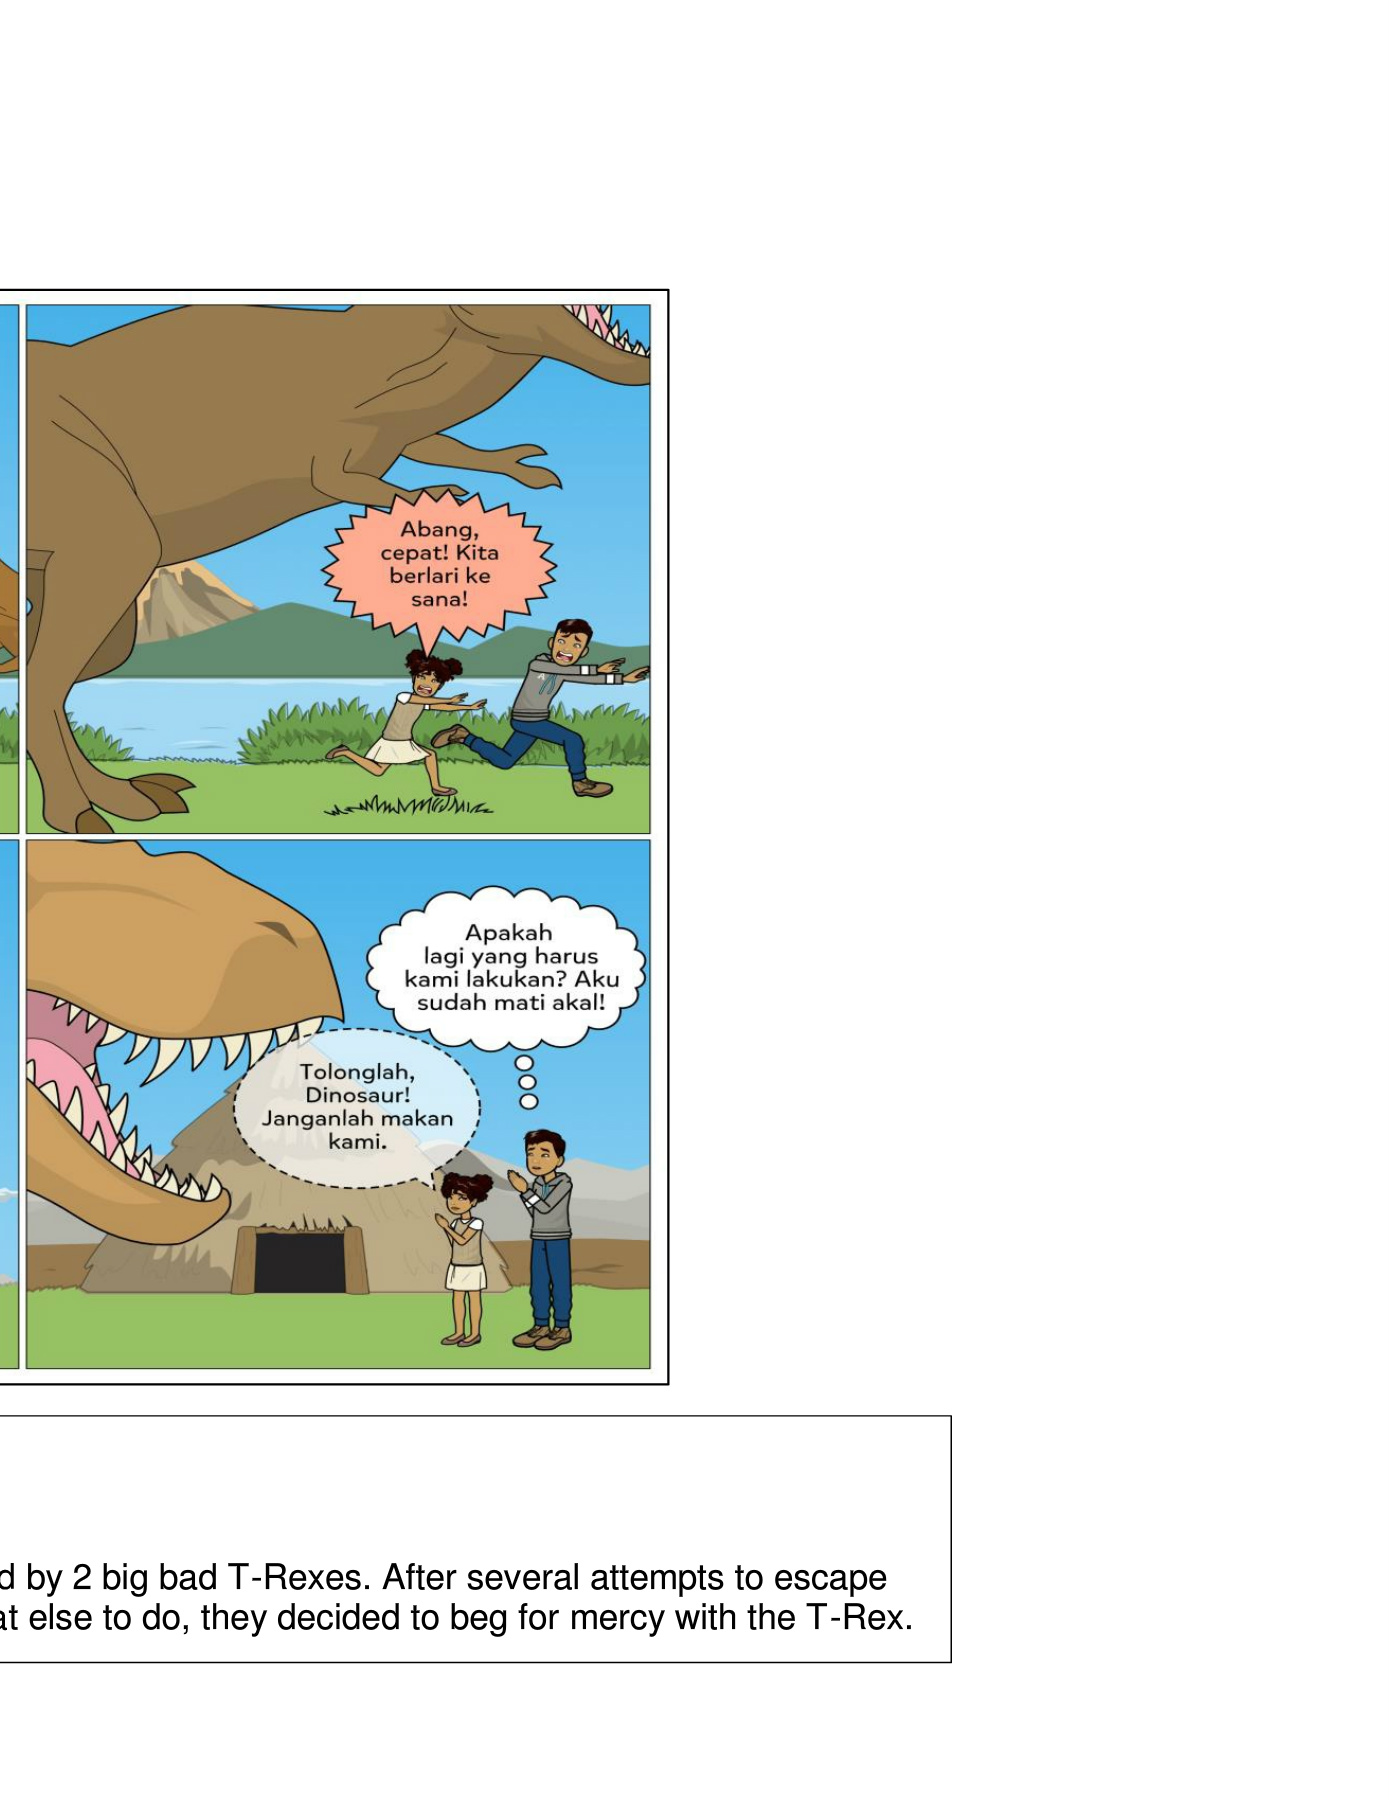 Abang,
cepat! Kita
berlari ke
sana!
Apakah
lagi yang harus
kami lakukan? Aku
sudah mati akal!
Tolonglah,
Dinosaur!
Janganlah makan
kami.
by 2 big bad T-Rexes. After several attempts to escape
else to do, they decided to beg for mercy with the T-Rex.